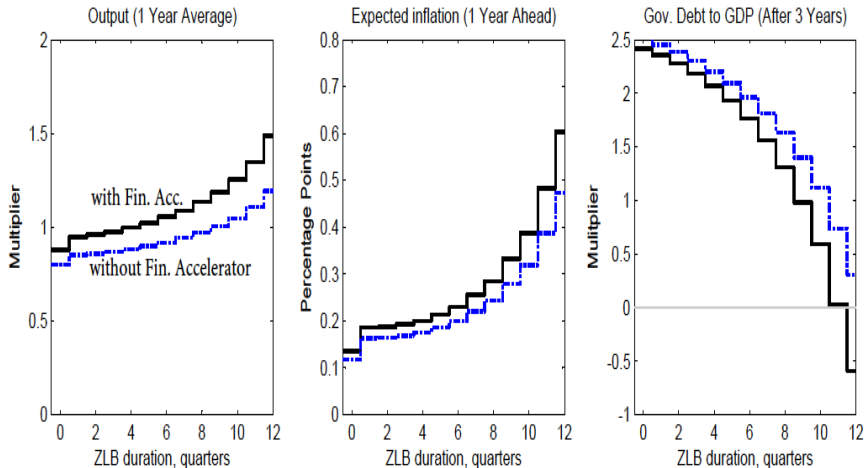 Output (1 Year Average)
2
1.5
1
0.5
0
Multiplier
with Fin. Acc.
without Fin. Accelerator
0 2 4 6 8 10 12
ZLB duration, quarters
Expected inflation (1 Year Ahead)
0.8
0.7
0.6
0.5
0.4
0.3
0.2
0.1
0
Percentage Points
0 2 4 6 8 10 12
ZLB duration, quarters
Gov. Debt to GDP (After 3 Years)
2.5
2
1.5
1
0.5
0
-0.5
-1
Multiplier
0 2 4 6 8 10 12
ZLB duration, quarters